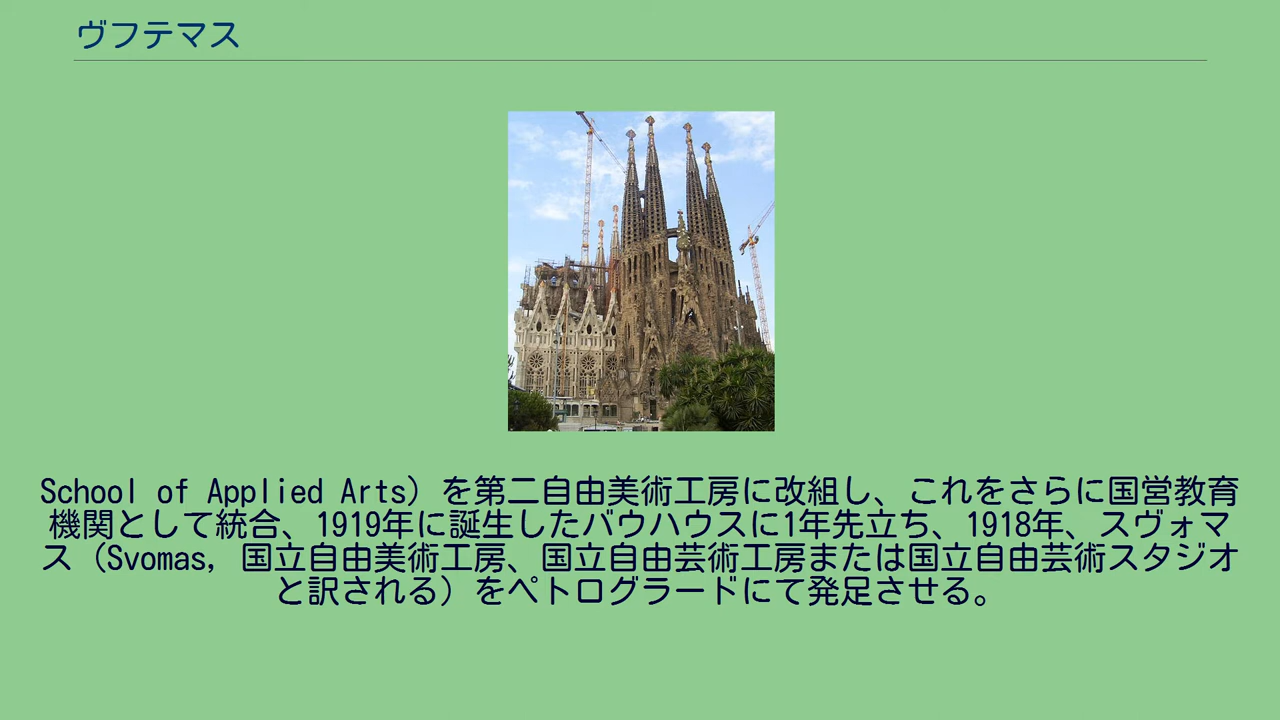 ヴフテマス
School of Applied Arts）を第二自由美術工房に改組し、これをさらに国営教育
機関として統合、1919年に誕生したバウハウスに1年先立ち、1918年、スヴォマ
ス（Svomas, 国立自由美術工房、国立自由芸術工房または国立自由芸術スタジオ
と訳される）をペトログラードにて発足させる。